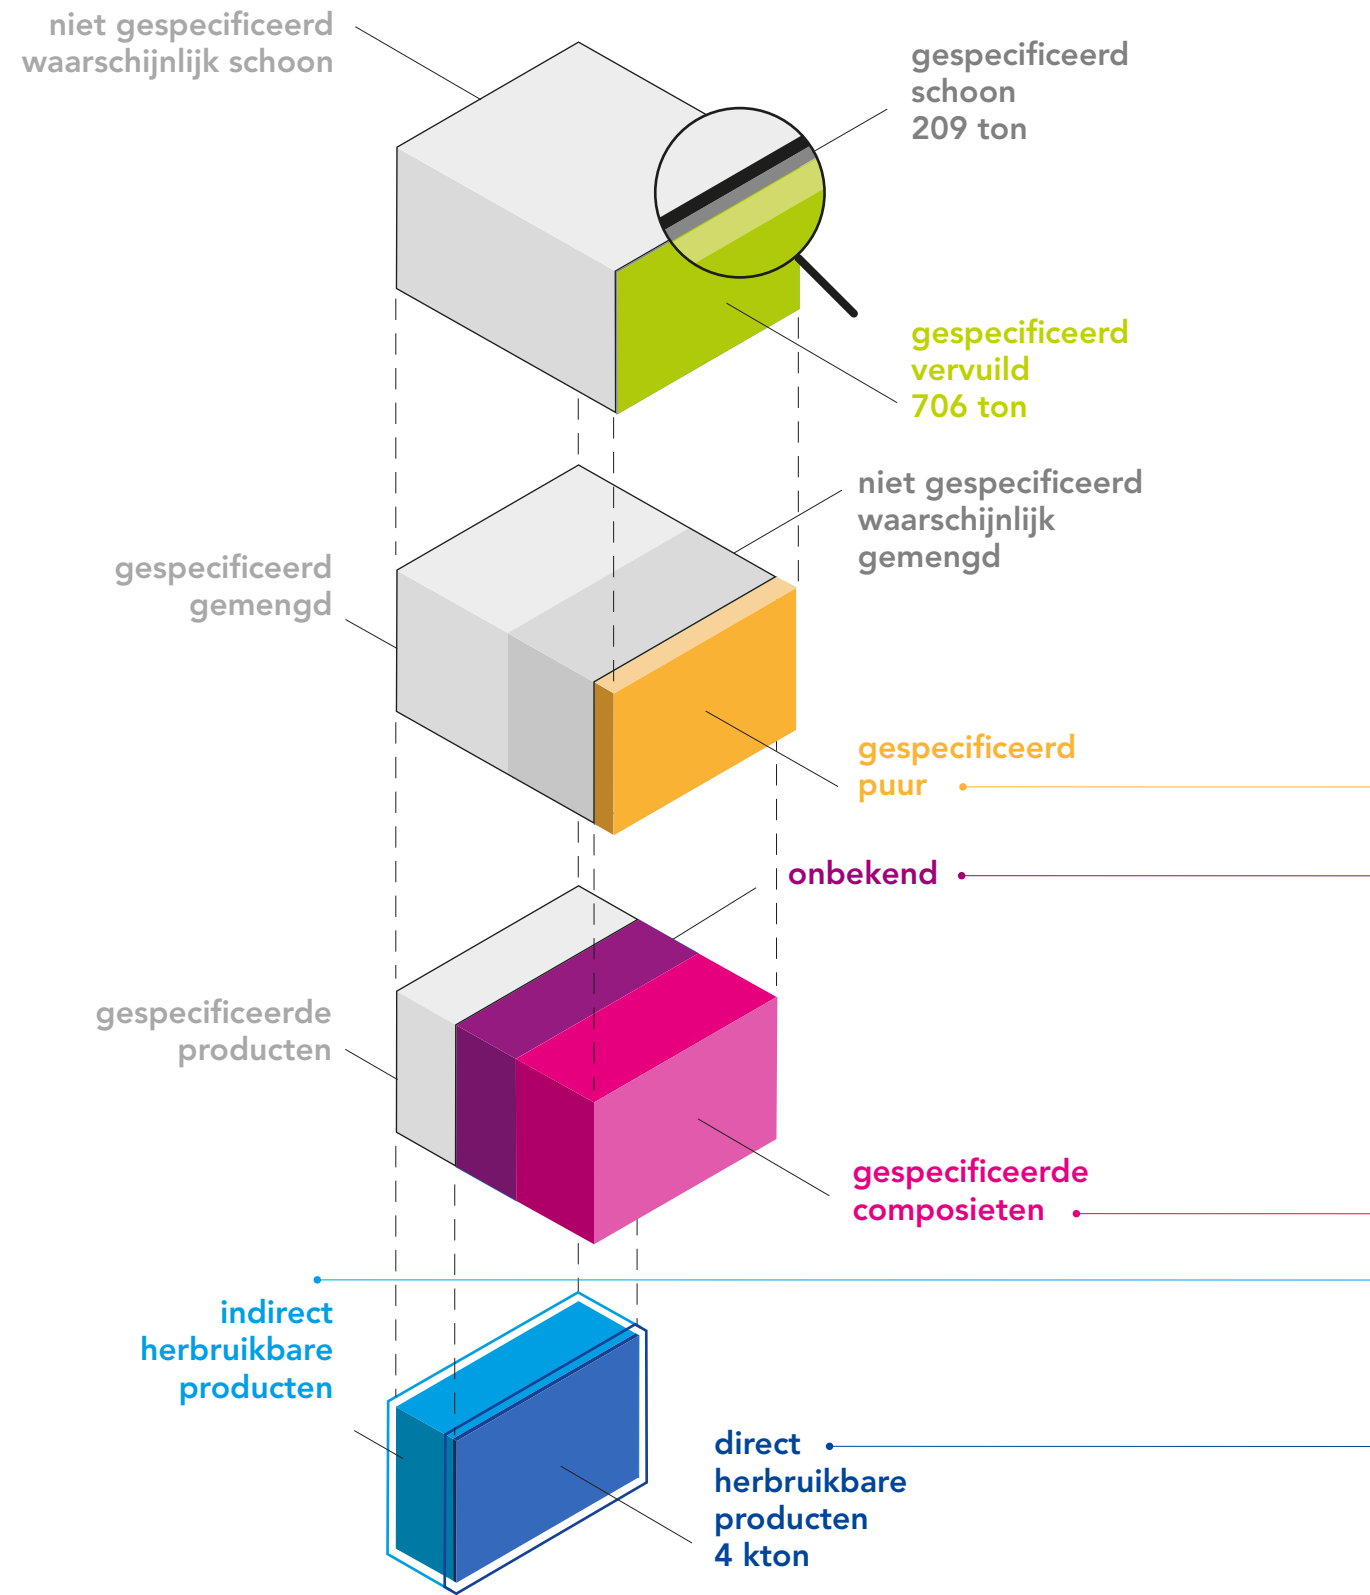 niet gespecificeerd
waarschijnlijk schoon
gespecificeerd
schoon
209 ton
gespecificeerd
vervuild
706 ton
niet gespecificeerd
waarschijnlijk
gemengd
gespecificeerd
gemengd
gespecificeerd
puur
onbekend
gespecificeerde
producten
gespecificeerde
composieten
indirect
herbruikbare
producten
direct
herbruikbare
producten
4 kton